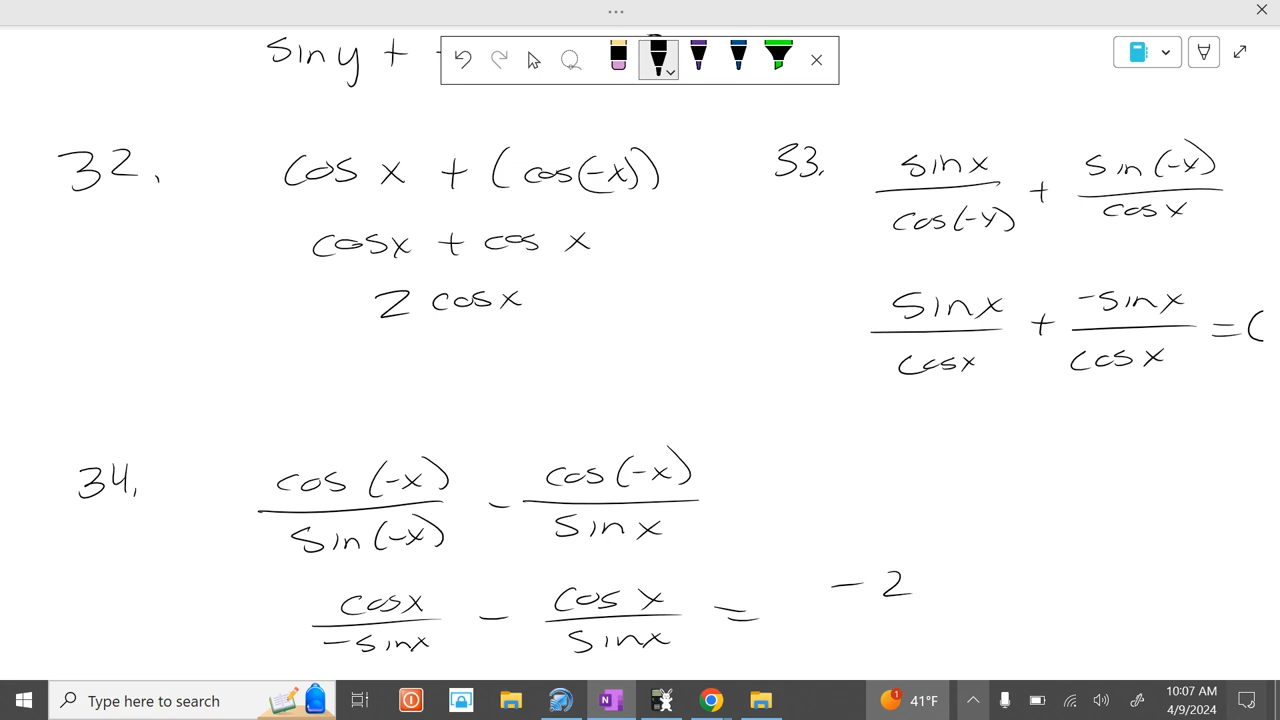 sin y +
32. cos x + (cos(-x))
cos x + cos x
2 cos x
33. sin x / cos(-x) + sin(-x) / cos x
sin x / cos x + -sin x / cos x =
34. cos(-x) / sin(-x) - cos(-x) / sin x
cos x / -sin x - cos x / sin x = -2
Type here to search
1
41°F
10:07 AM
4/9/2024